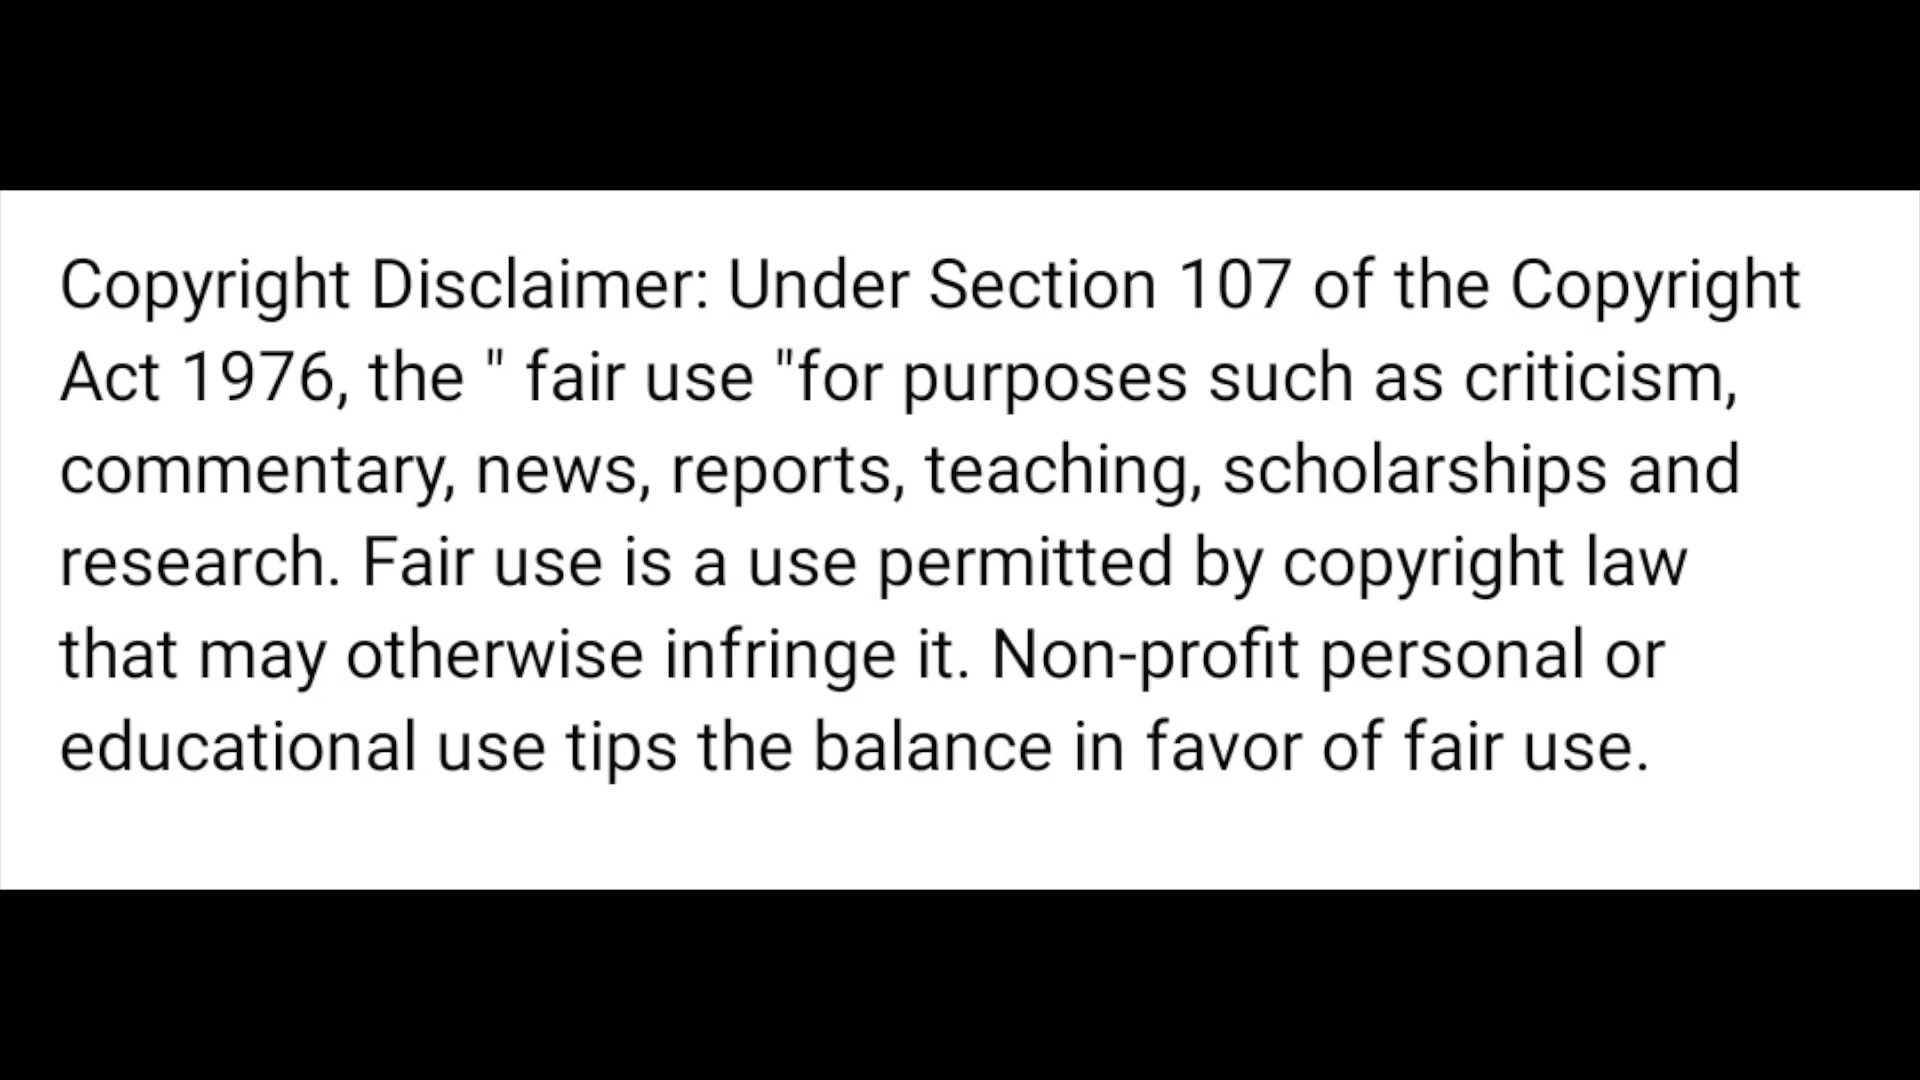 Copyright Disclaimer: Under Section 107 of the Copyright
Act 1976, the " fair use "for purposes such as criticism,
commentary, news, reports, teaching, scholarships and
research. Fair use is a use permitted by copyright law
that may otherwise infringe it. Non-profit personal or
educational use tips the balance in favor of fair use.